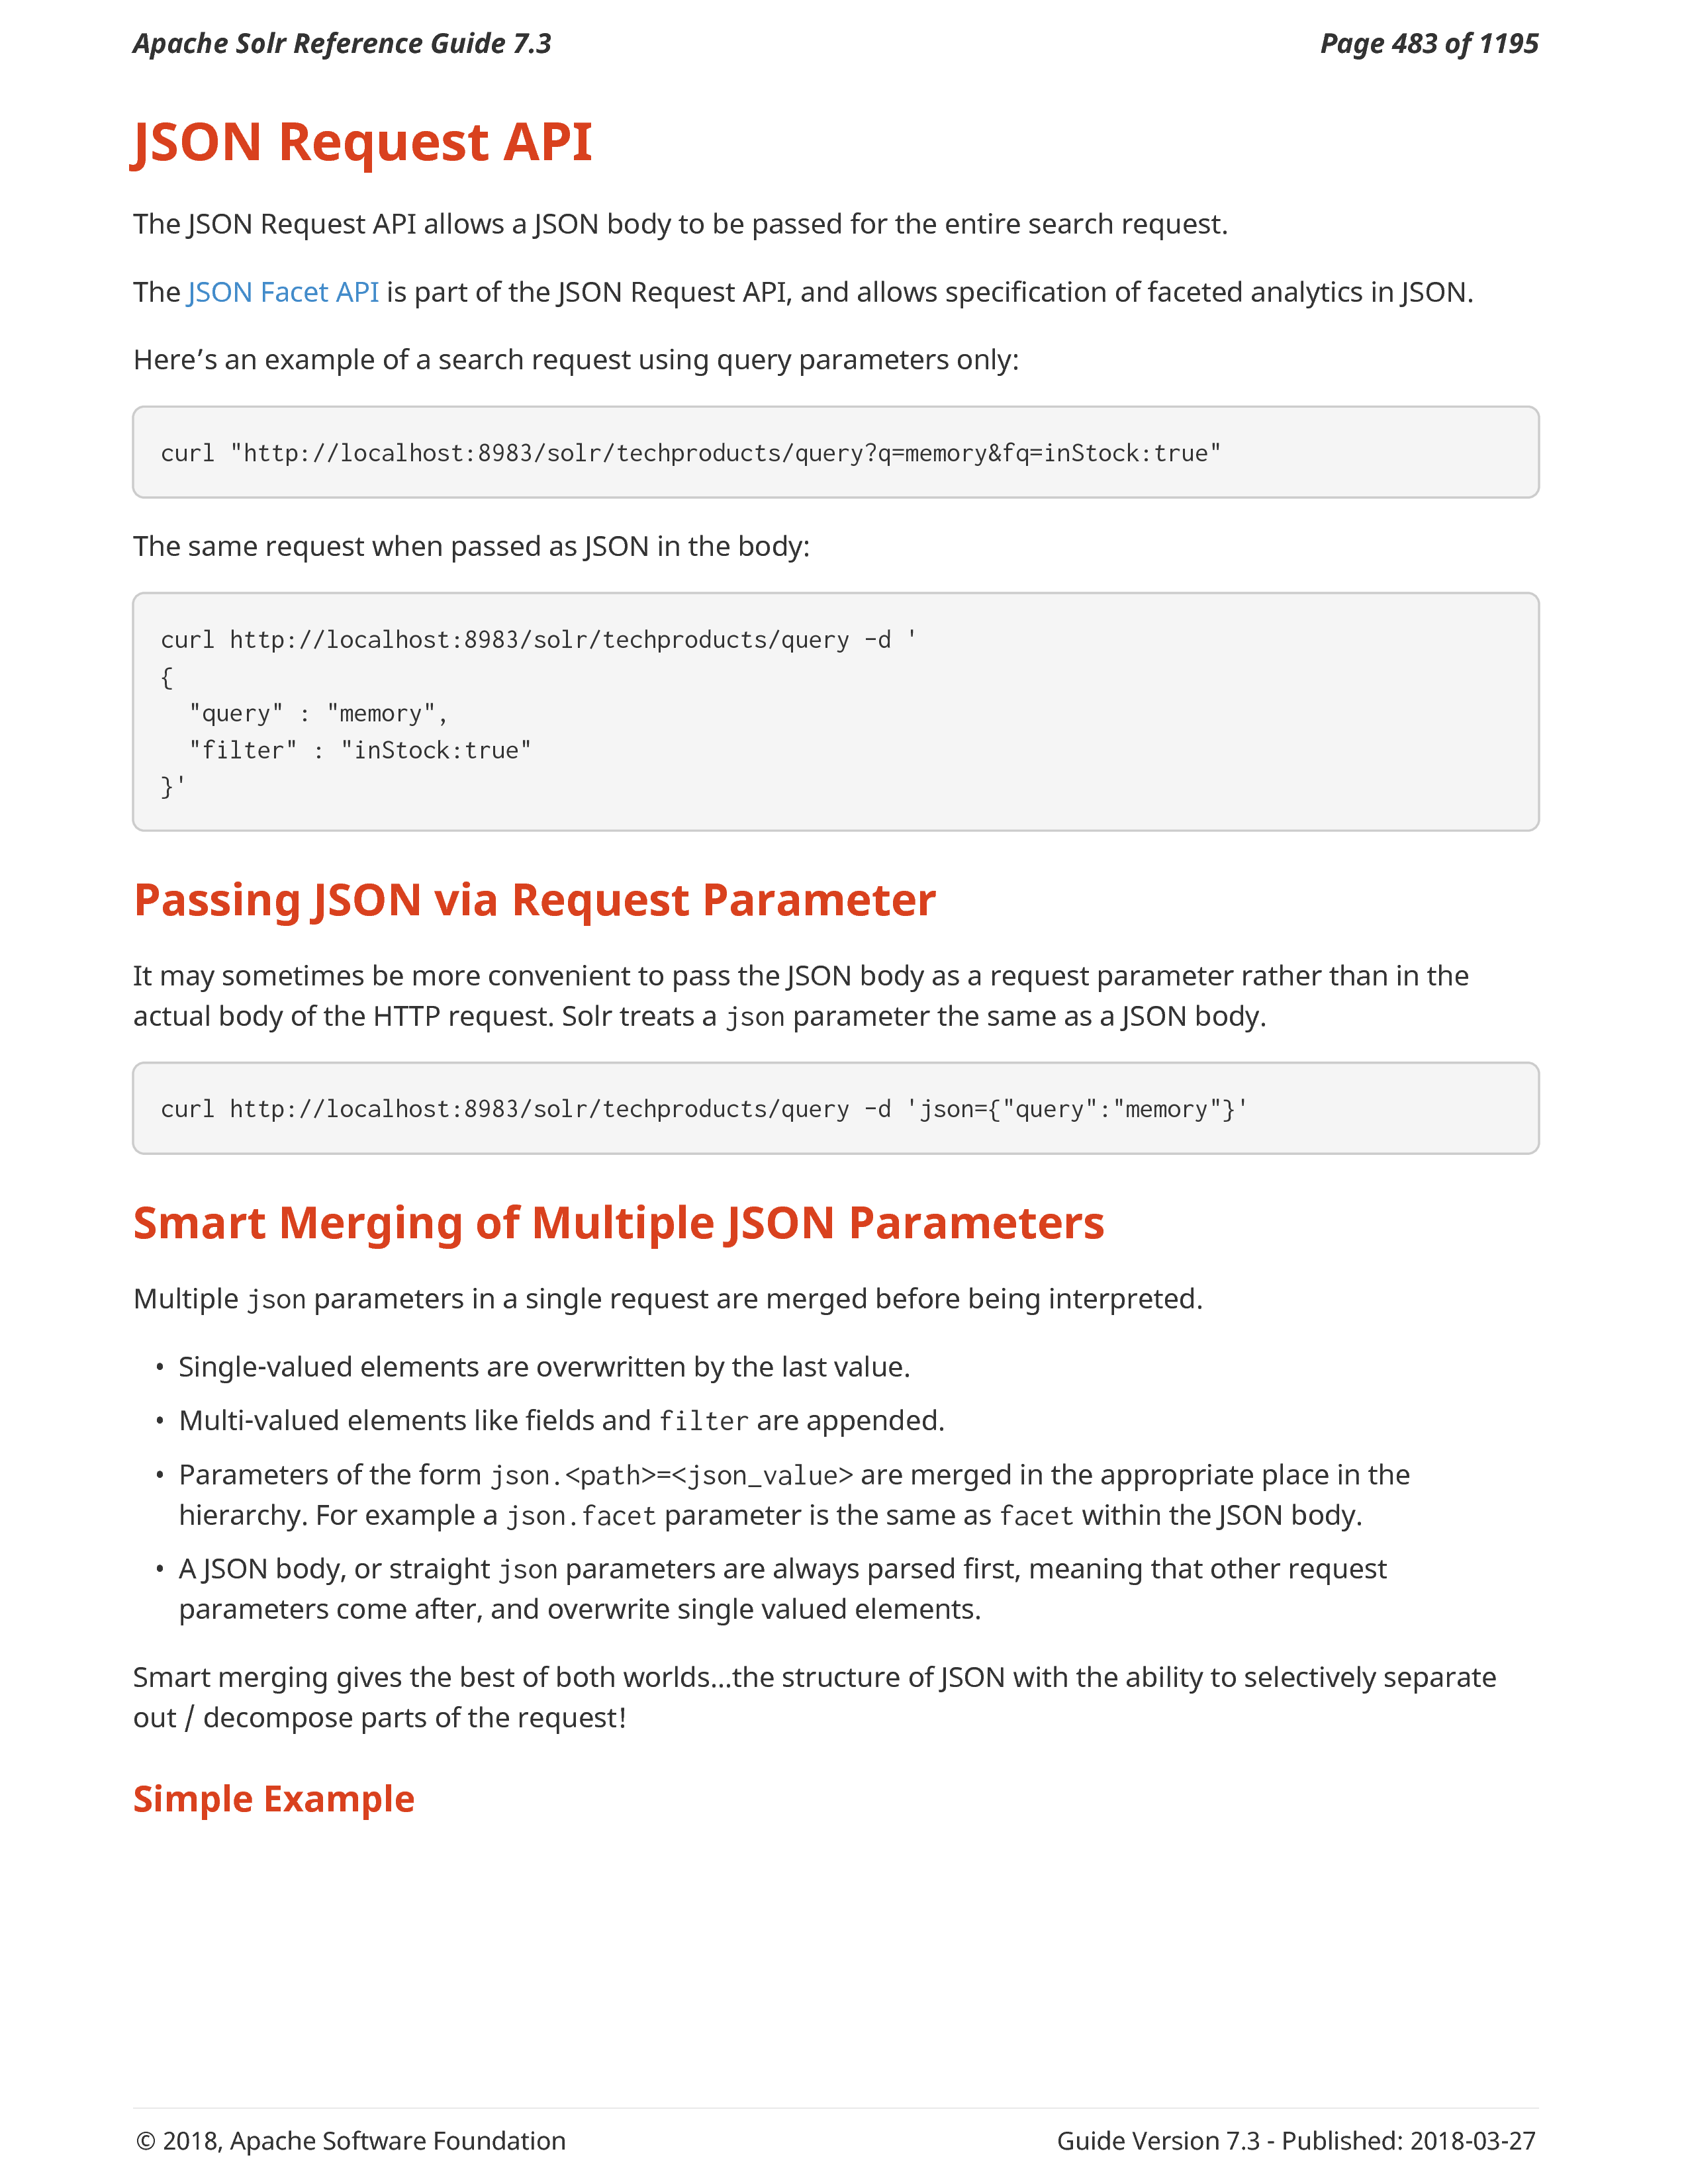 Apache Solr Reference Guide 7.3
Page 483 of 1195
JSON Request API
The JSON Request API allows a JSON body to be passed for the entire search request.
The JSON Facet API is part of the JSON Request API, and allows specification of faceted analytics in JSON.
Here’s an example of a search request using query parameters only:
curl "http://localhost:8983/solr/techproducts/query?q=memory&fq=inStock:true"
The same request when passed as JSON in the body:
curl http://localhost:8983/solr/techproducts/query -d '
{
  "query" : "memory",
  "filter" : "inStock:true"
}'
Passing JSON via Request Parameter
It may sometimes be more convenient to pass the JSON body as a request parameter rather than in the
actual body of the HTTP request. Solr treats a json parameter the same as a JSON body.
curl http://localhost:8983/solr/techproducts/query -d 'json={"query":"memory"}'
Smart Merging of Multiple JSON Parameters
Multiple json parameters in a single request are merged before being interpreted.
• Single-valued elements are overwritten by the last value.
• Multi-valued elements like fields and filter are appended.
• Parameters of the form json.<path>=<json_value> are merged in the appropriate place in the
hierarchy. For example a json.facet parameter is the same as facet within the JSON body.
• A JSON body, or straight json parameters are always parsed first, meaning that other request
parameters come after, and overwrite single valued elements.
Smart merging gives the best of both worlds…the structure of JSON with the ability to selectively separate
out / decompose parts of the request!
Simple Example
© 2018, Apache Software Foundation
Guide Version 7.3 - Published: 2018-03-27